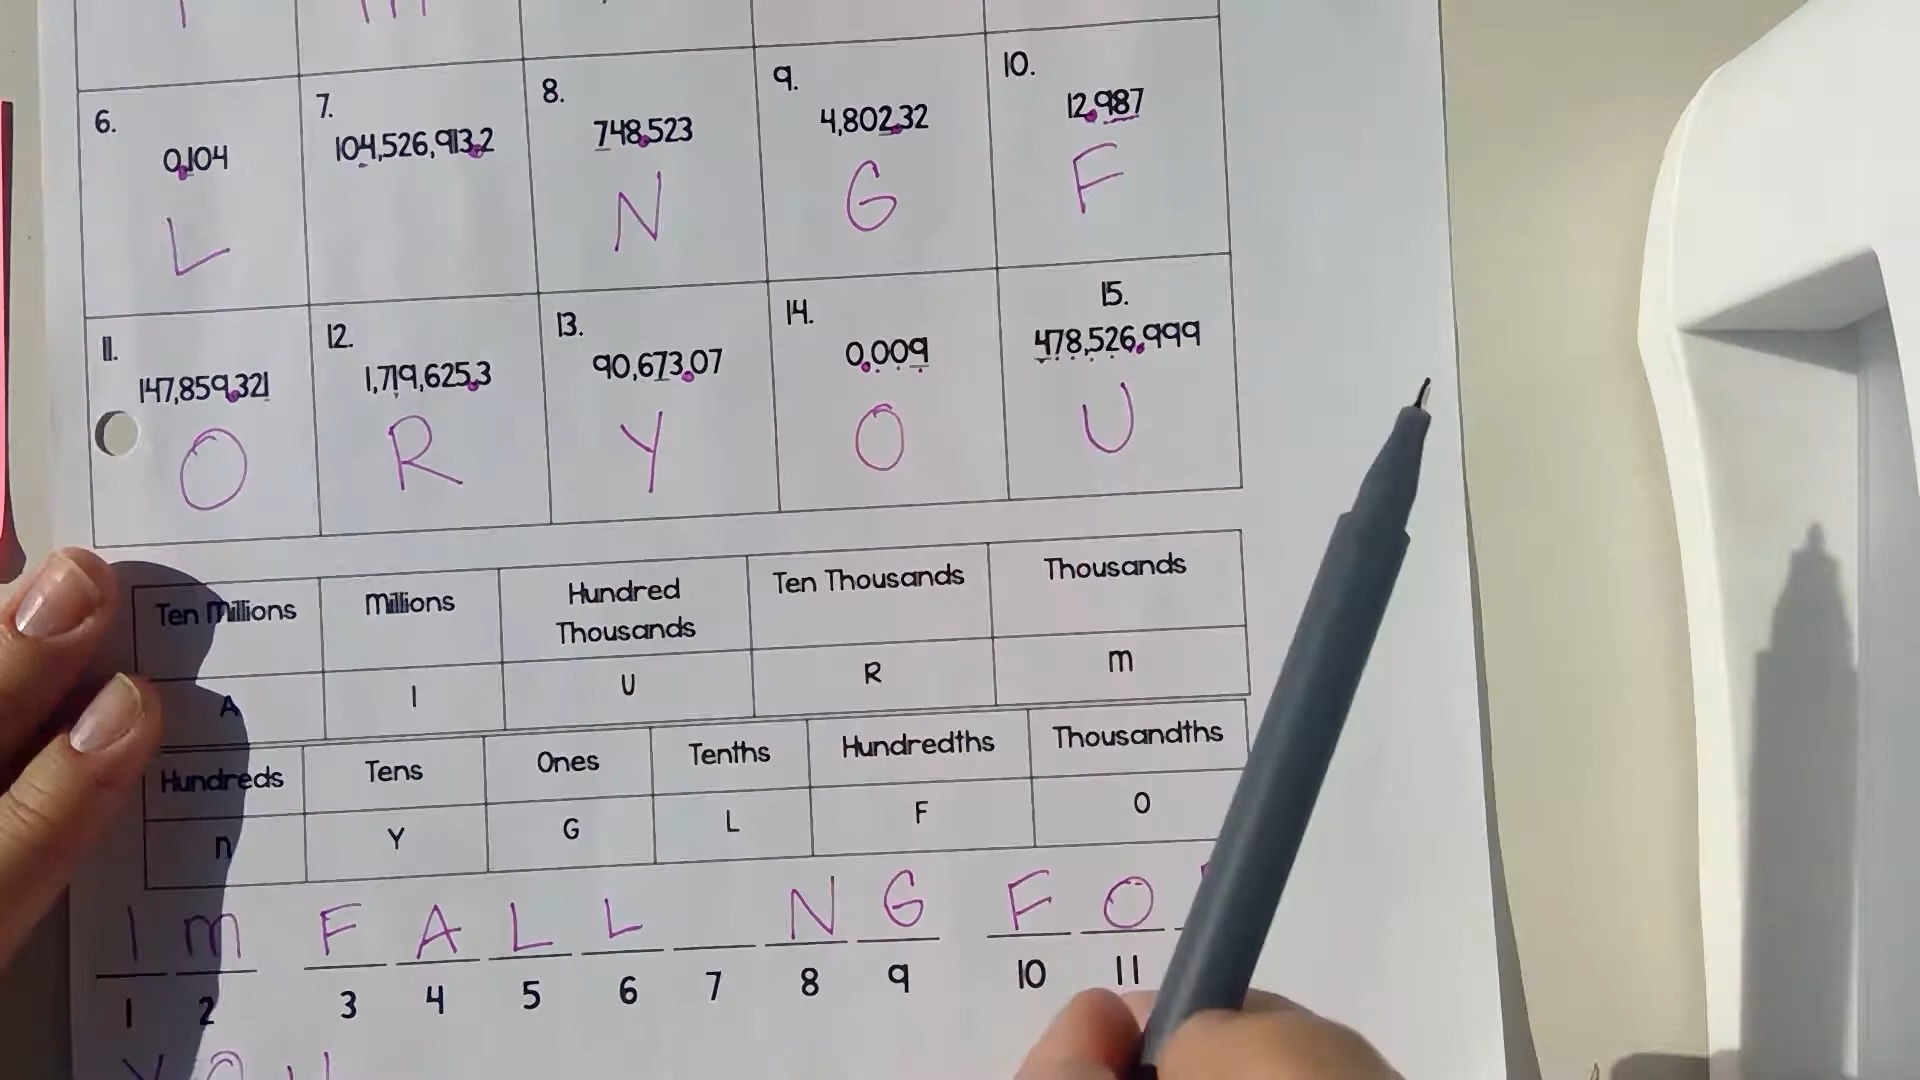 6.
0.104
L
7.
104,526,913.2
8.
748.523
N
9.
4,802.32
G
10.
12.987
F
11.
147,859.321
O
12.
1,719,625.3
R
13.
90,673.07
Y
14.
0.009
O
15.
478,526.999
U
Ten Millions Millions Hundred Thousands Ten Thousands Thousands
A I U R m
Hundreds Tens Ones Tenths Hundredths Thousandths
n Y G L F O
I m F A L L N G F O
1 2 3 4 5 6 7 8 9 10 11
Y O U